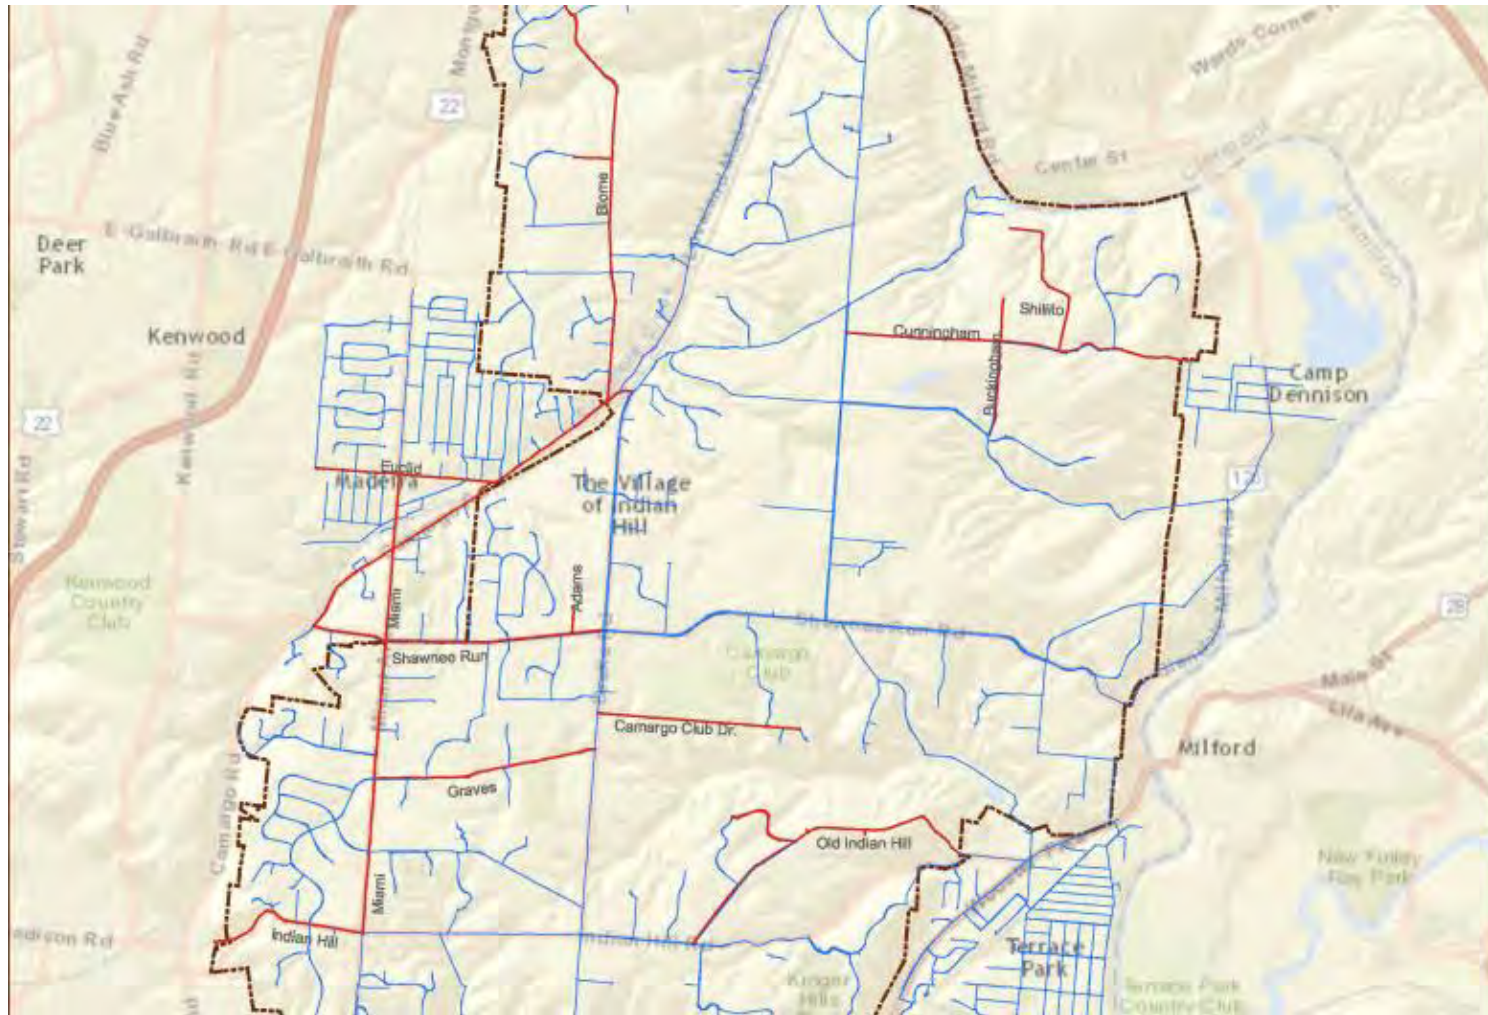 Blue Ash Rd
22
Center St
Blome
E Galbraith Rd E Galbraith Rd
Deer
Park
Kenwood
Shillito
Cunningham
Buckingham
Camp
Dennison
22
Kenwood Rd
Euclid
Madeira
The Village
of Indian
Hill
126
Stewart Rd
Kenwood
Country
Club
Miami
Adams
28
Shawnee Run Rd
Shawnee Run
Camargo
Club
Main St
Lila Ave
Camargo Club Dr.
Milford
Graves
Camargo Rd
Old Indian Hill
Miami
Indian Hill
Indian Hill Rd
Terrace
Park
Kroger
Hills
Terrace Park
Country Club